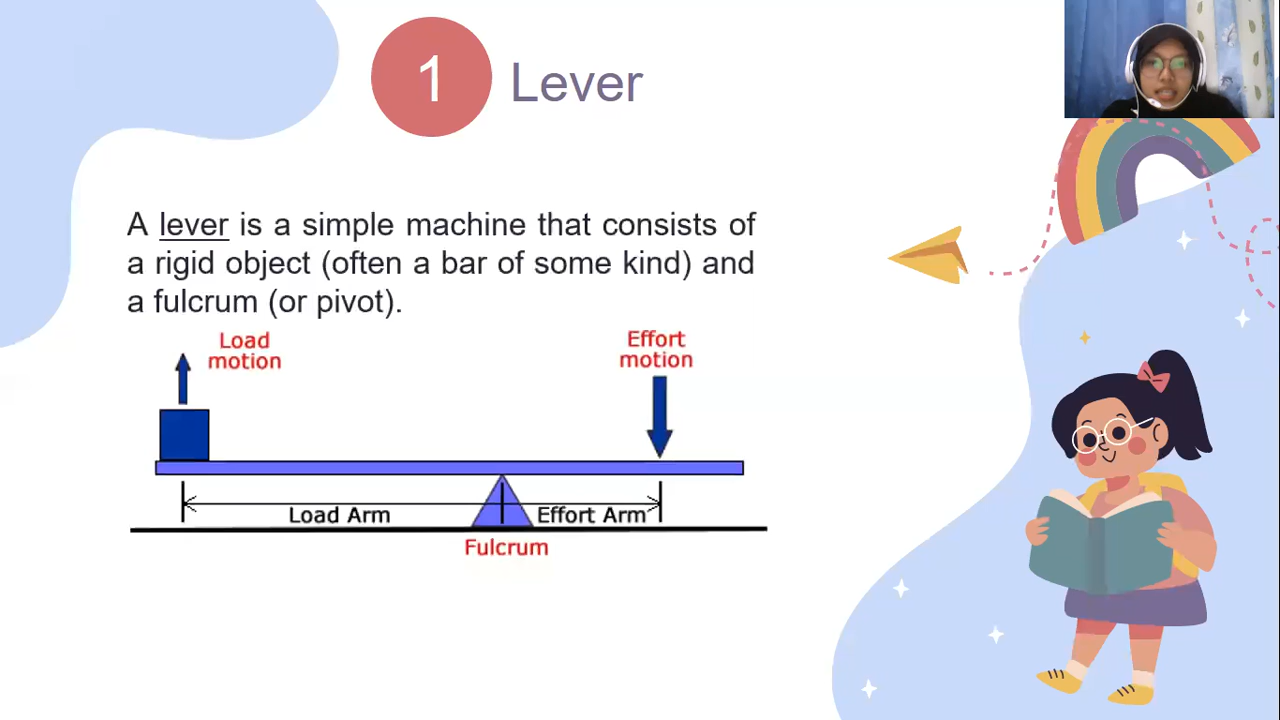 1
Lever
A lever is a simple machine that consists of
a rigid object (often a bar of some kind) and
a fulcrum (or pivot).
Load
motion
Effort
motion
Load Arm
Effort Arm
Fulcrum